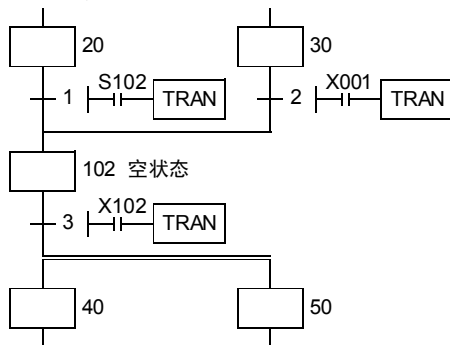 20
30
1 S102 TRAN
2 X001 TRAN
102 空状态
3 X102 TRAN
40
50